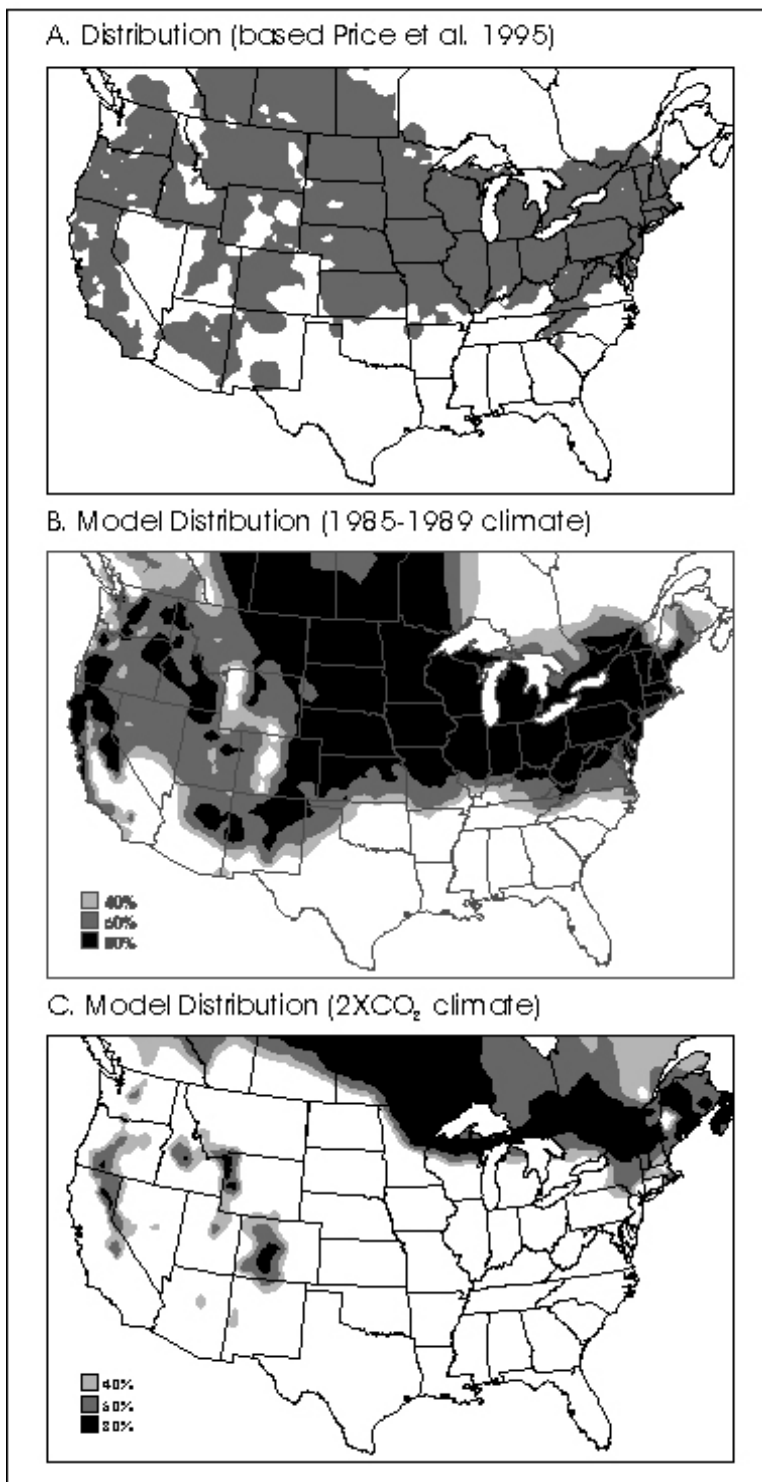 A. Distribution (based Price et al. 1995)
B. Model Distribution (1985-1989 climate)
40%
60%
80%
C. Model Distribution (2XCO₂ climate)
40%
60%
80%